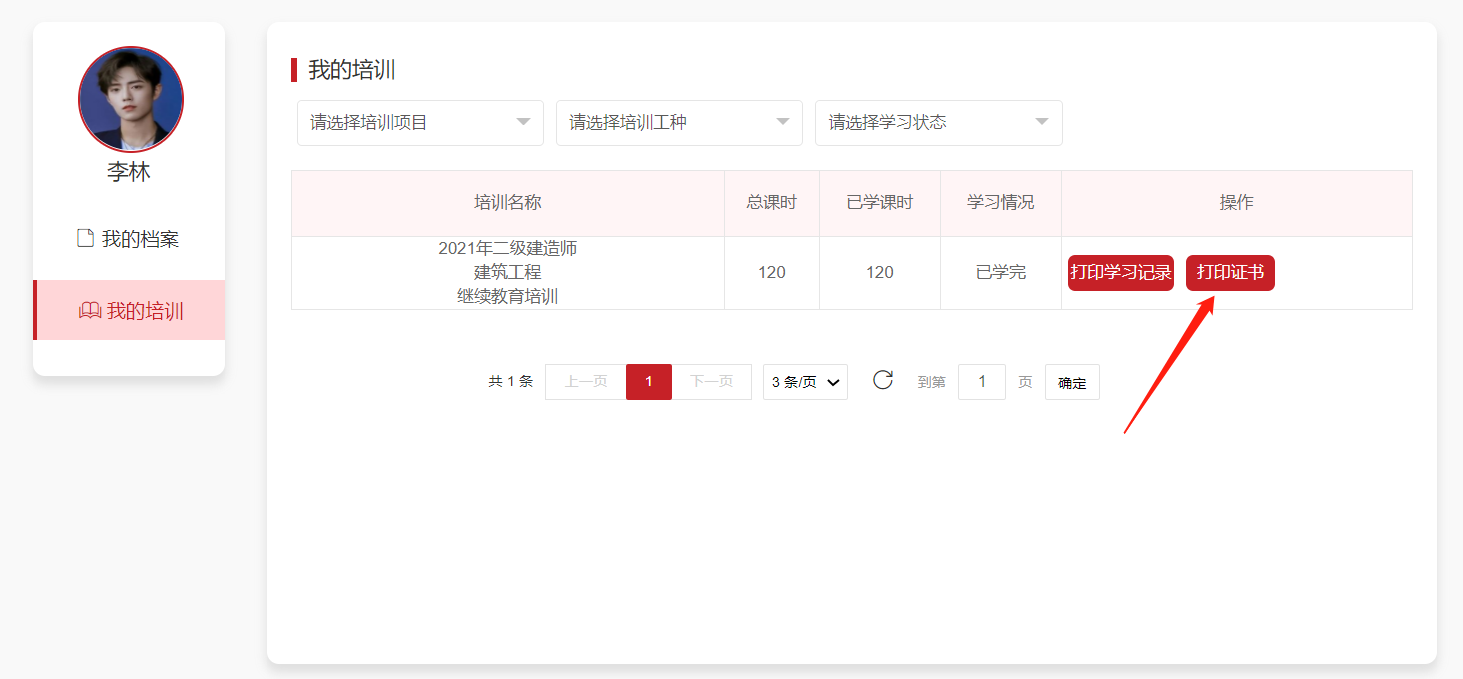 李林
我的档案
我的培训
我的培训
请选择培训项目 请选择培训工种 请选择学习状态
培训名称 总课时 已学课时 学习情况 操作
2021年二级建造师
建筑工程
继续教育培训
120 120 已学完 打印学习记录 打印证书
共 1 条 上一页 1 下一页 3 条/页 到第 1 页 确定